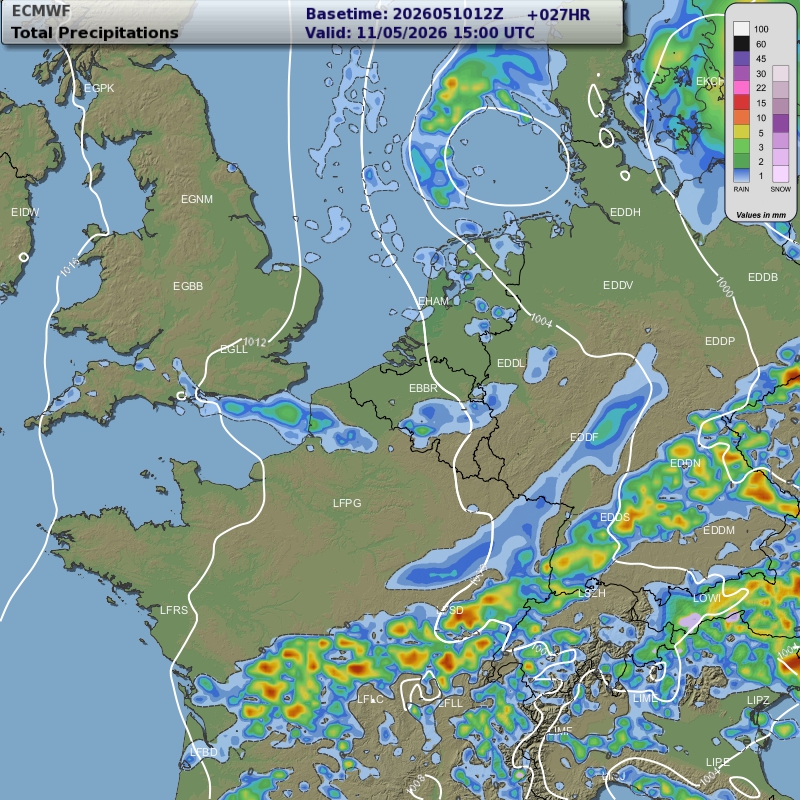 ECMWF
Basetime: 2026051012Z +027HR
Total Precipitations
Valid: 11/05/2026 15:00 UTC
100
60
45
30
22
15
10
5
3
2
1
RAIN SNOW
Values in mm
EGPK
EKCH
EGNM
EIDW
EDDH
1016
EDDB
EGBB
EDDV
1000
EHAM
1004
1012
EGLL
EDDP
EDDL
EBBR
EDDF
EDDN
LFPG
EDDS
EDDM
LSZH
LOWI
LFRS
LFLC
LFLL
LIML
LIPZ
LFBD
LIPE
1004
1008